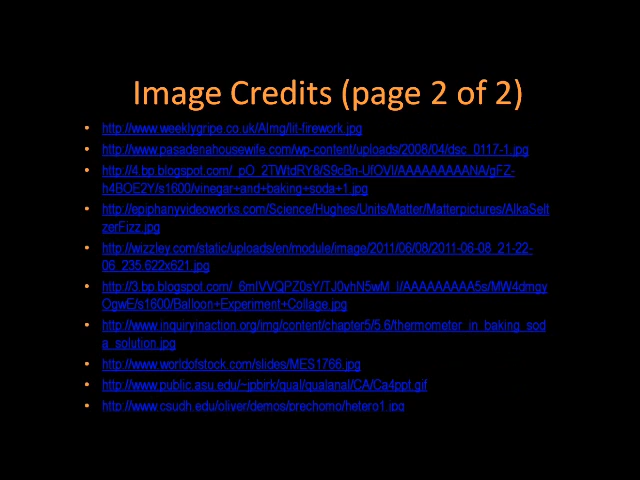 Image Credits (page 2 of 2)
• http://www.weeklygripe.co.uk/AImg/lit-firework.jpg
• http://www.pasadenahousewife.com/wp-content/uploads/2008/04/dsc_0117-1.jpg
• http://4.bp.blogspot.com/_pO_2TWtdRY8/S9cBn-UfOVI/AAAAAAAAANA/gFZ-
h4BOE2Y/s1600/vinegar+and+baking+soda+1.jpg
• http://epiphanyvideoworks.com/Science/Hughes/Units/Matter/Matterpictures/AlkaSelt
zerFizz.jpg
• http://wizzley.com/static/uploads/en/module/image/2011/06/08/2011-06-08_21-22-
06_235.622x621.jpg
• http://3.bp.blogspot.com/_6mIVVQPZ0sY/TJ0vhN5wM_I/AAAAAAAAA5s/MW4dmgy
OgwE/s1600/Balloon+Experiment+Collage.jpg
• http://www.inquiryinaction.org/img/content/chapter5/5.6/thermometer_in_baking_sod
a_solution.jpg
• http://www.worldofstock.com/slides/MES1766.jpg
• http://www.public.asu.edu/~jpbirk/qual/qualanal/CA/Ca4ppt.gif
• http://www.csudh.edu/oliver/demos/prechomo/hetero1.jpg